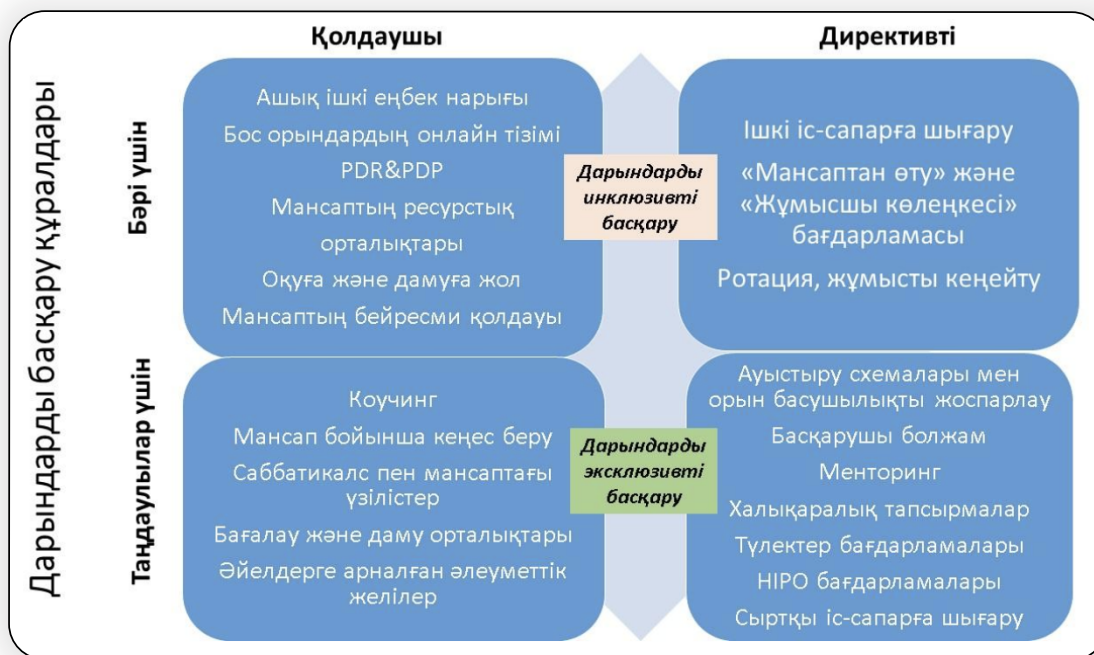 Дарындарды басқару құралдары
Қолдаушы
Директивті
Бәрі үшін
Ашық ішкі еңбек нарығы
Бос орындардың онлайн тізімі
PDR&PDP
Мансаптың ресурстық
орталықтары
Оқуға және дамуға жол
Мансаптың бейресми қолдауы
Дарындарды
инклюзивті
басқару
Ішкі іс-сапарға шығару
«Мансаптан өту» және
«Жұмысшы көлеңкесі»
бағдарламасы
Ротация, жұмысты кеңейту
Таңдаулылар үшін
Коучинг
Мансап бойынша кеңес беру
Саббатикалс пен мансаптағы
үзілістер
Бағалау және даму орталықтары
Әйелдерге арналған әлеуметтік
желілер
Дарындарды
эксклюзивті
басқару
Ауыстыру схемалары мен
орын басушылықты жоспарлау
Басқарушы болжам
Менторинг
Халықаралық тапсырмалар
Түлектер бағдарламалары
HIPO бағдарламалары
Сыртқы іс-сапарға шығару